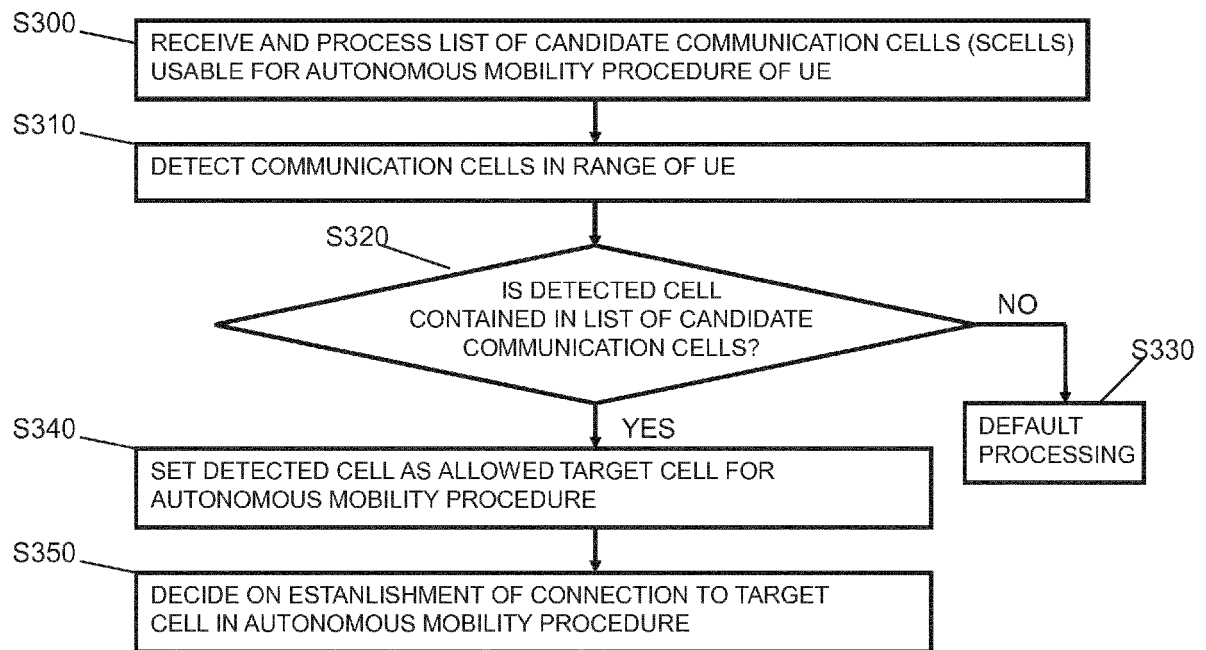 S300
RECEIVE AND PROCESS LIST OF CANDIDATE COMMUNICATION CELLS (SCELLS)
USABLE FOR AUTONOMOUS MOBILITY PROCEDURE OF UE
S310
DETECT COMMUNICATION CELLS IN RANGE OF UE
S320
IS DETECTED CELL
CONTAINED IN LIST OF CANDIDATE
COMMUNICATION CELLS?
NO
S330
DEFAULT
PROCESSING
YES
S340
SET DETECTED CELL AS ALLOWED TARGET CELL FOR
AUTONOMOUS MOBILITY PROCEDURE
S350
DECIDE ON ESTANLISHMENT OF CONNECTION TO TARGET
CELL IN AUTONOMOUS MOBILITY PROCEDURE